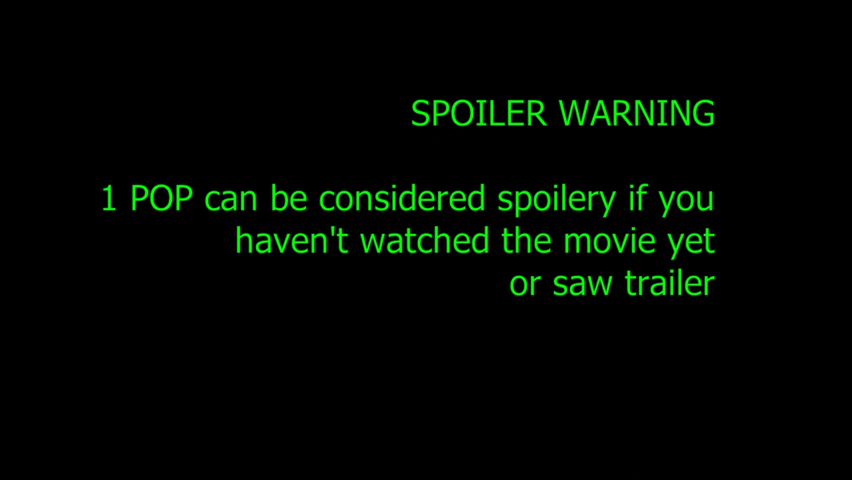 SPOILER WARNING
1 POP can be considered spoilery if you
haven't watched the movie yet
or saw trailer